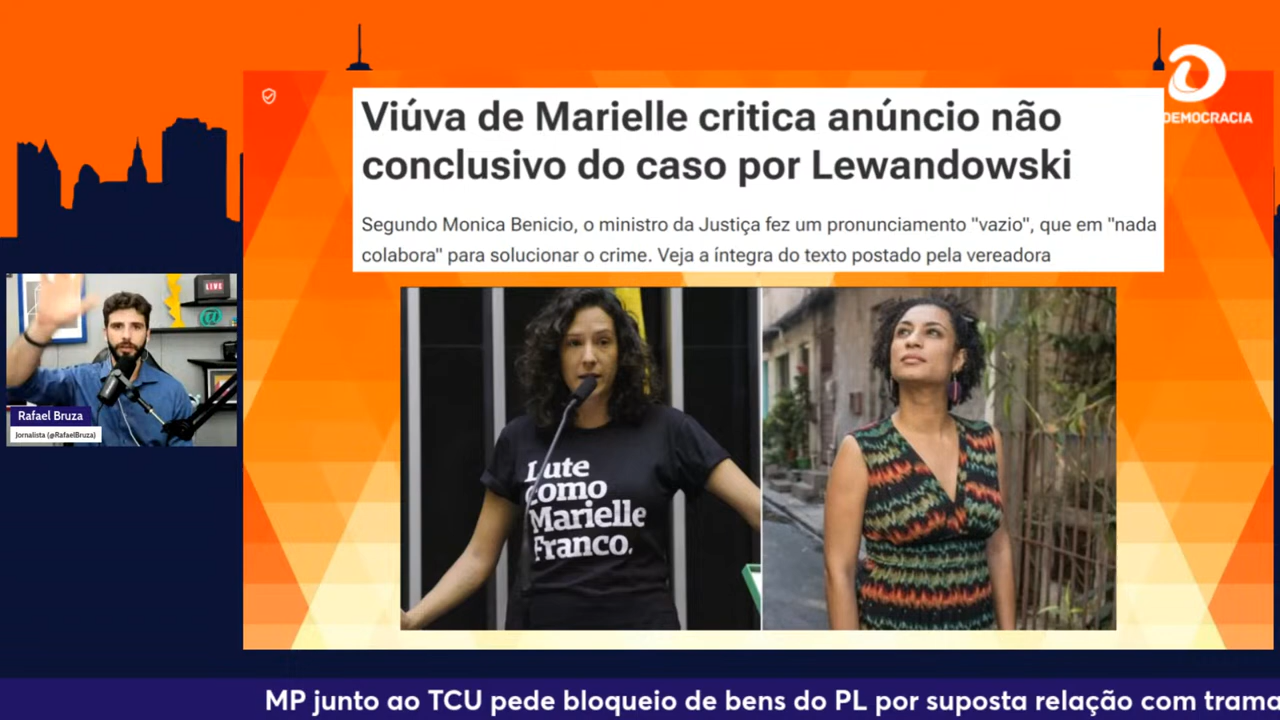 DEMOCRACIA
Viúva de Marielle critica anúncio não
conclusivo do caso por Lewandowski
Segundo Monica Benicio, o ministro da Justiça fez um pronunciamento "vazio", que em "nada
colabora" para solucionar o crime. Veja a íntegra do texto postado pela vereadora
LIVE
Rafael Bruza
Jornalista (@RafaelBruza)
Lute
como
Marielle
Franco.
MP junto ao TCU pede bloqueio de bens do PL por suposta relação com trama